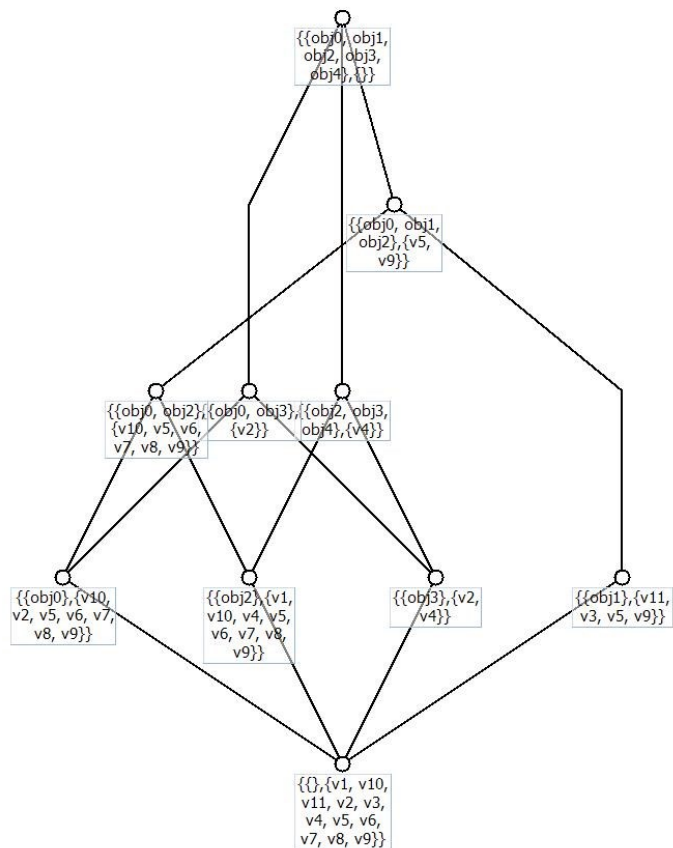 {{obj0, obj1,
obj2, obj3,
obj4},{}}
{{obj0, obj1,
obj2},{v5,
v9}}
{{obj0, obj2},
{v10, v5, v6,
v7, v8, v9}}
{{obj0, obj3},
{v2}}
{{obj2, obj3,
obj4},{v4}}
{{obj0},{v10,
v2, v5, v6, v7,
v8, v9}}
{{obj2},{v1,
v10, v4, v5,
v6, v7, v8,
v9}}
{{obj3},{v2,
v4}}
{{obj1},{v11,
v3, v5, v9}}
{{},{v1, v10,
v11, v2, v3,
v4, v5, v6,
v7, v8, v9}}